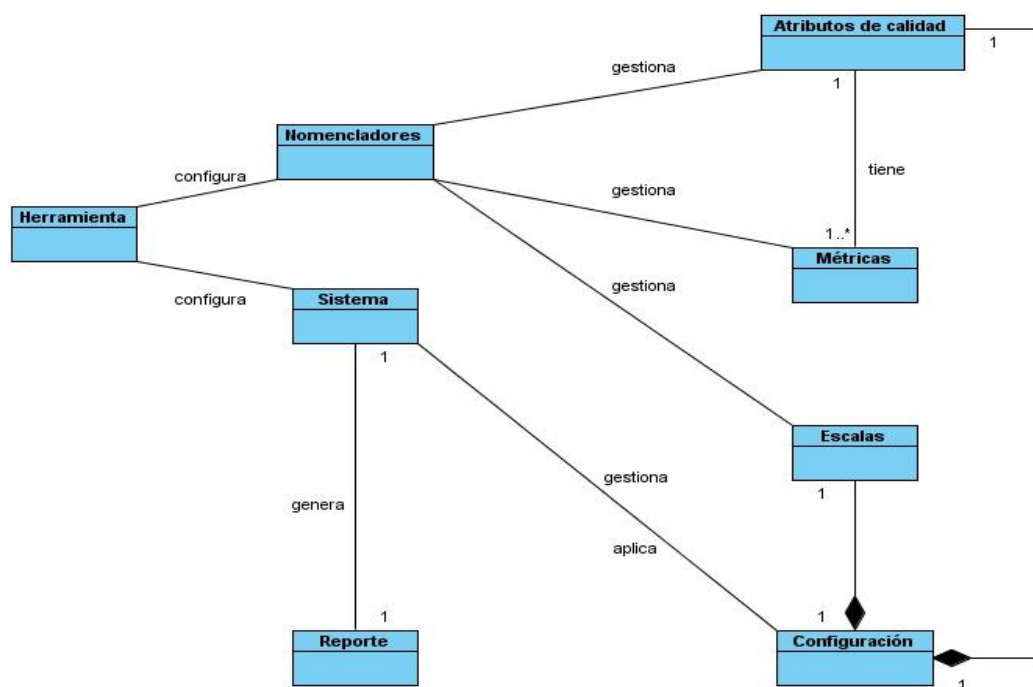 Atributos de calidad
1
gestiona
1
Nomencladores
configura
tiene
gestiona
Herramienta
1..*
Métricas
configura
Sistema
gestiona
1
Escalas
1
gestiona
genera
aplica
1
1
Reporte
Configuración
1